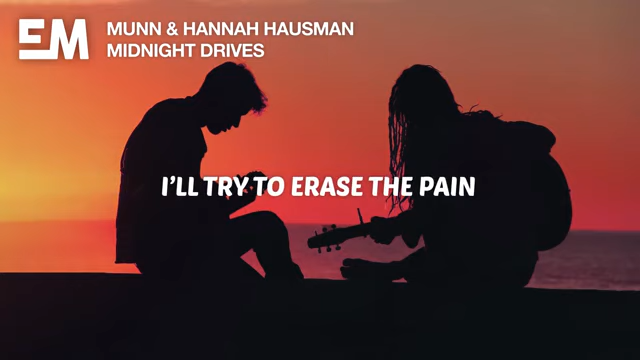 EM
MUNN & HANNAH HAUSMAN
MIDNIGHT DRIVES
I'LL TRY TO ERASE THE PAIN